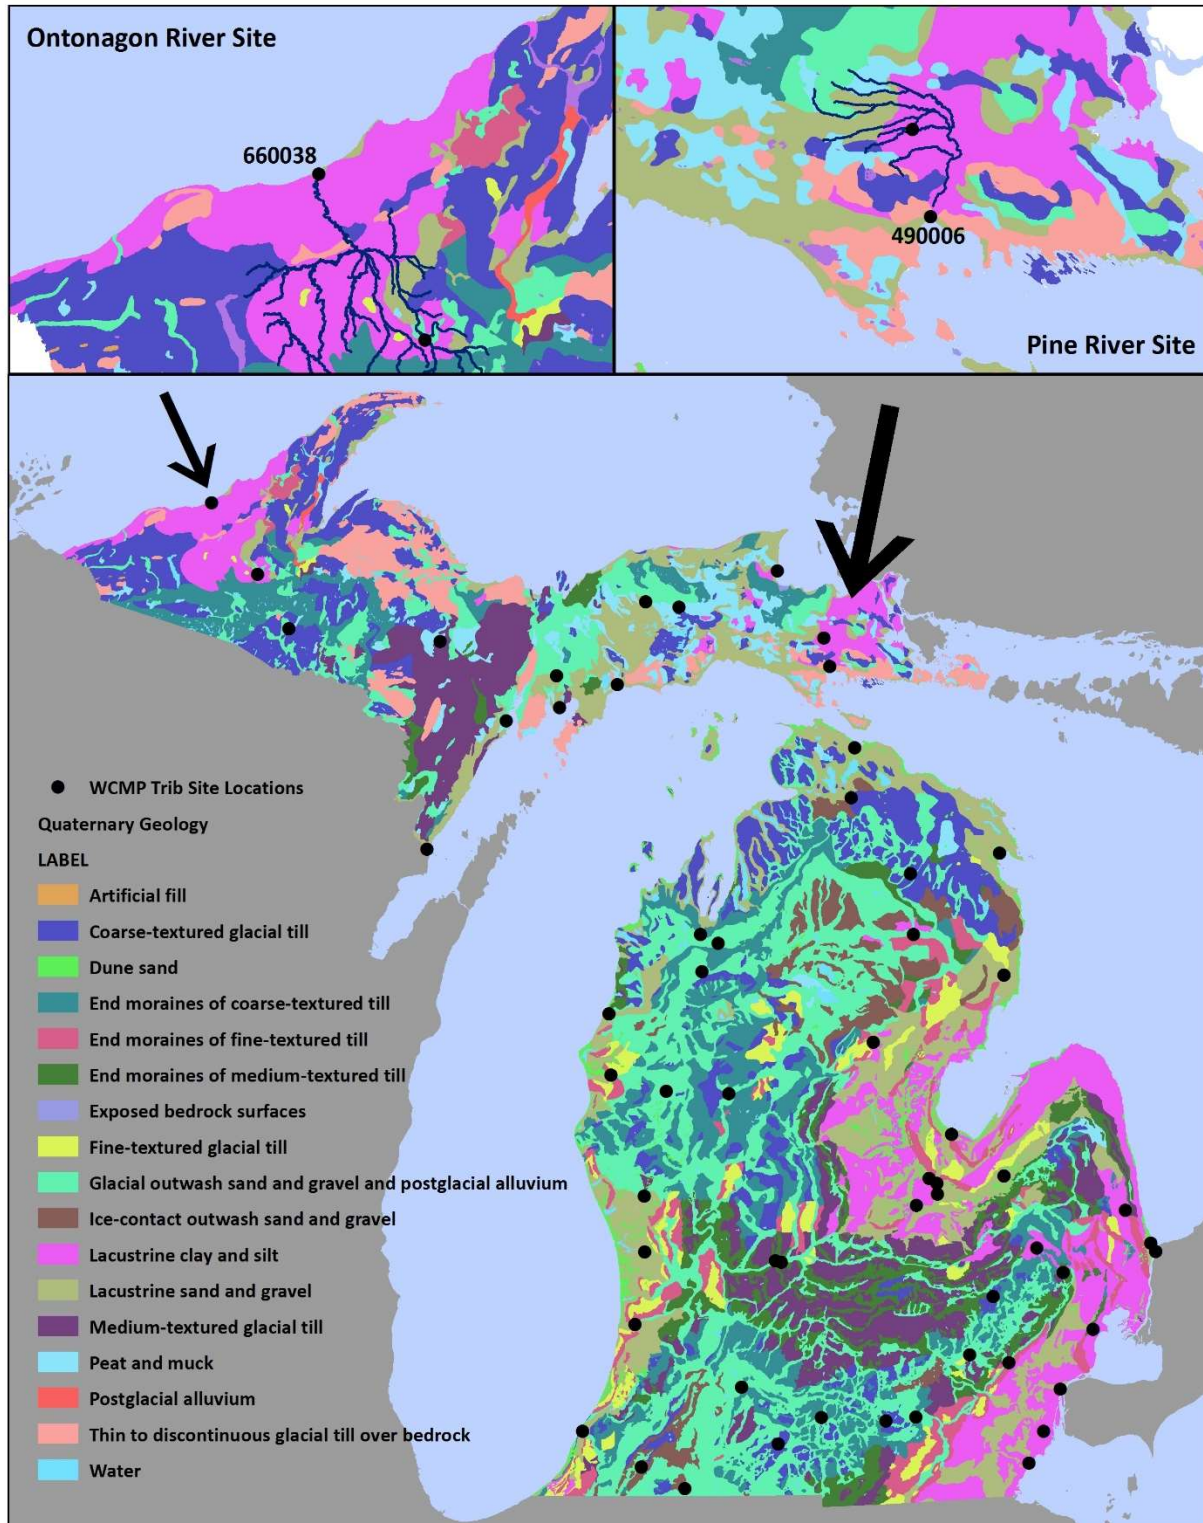 Ontonagon River Site
660038
490006
Pine River Site
WCMP Trib Site Locations
Quaternary Geology
LABEL
Artificial fill
Coarse-textured glacial till
Dune sand
End moraines of coarse-textured till
End moraines of fine-textured till
End moraines of medium-textured till
Exposed bedrock surfaces
Fine-textured glacial till
Glacial outwash sand and gravel and postglacial alluvium
Ice-contact outwash sand and gravel
Lacustrine clay and silt
Lacustrine sand and gravel
Medium-textured glacial till
Peat and muck
Postglacial alluvium
Thin to discontinuous glacial till over bedrock
Water